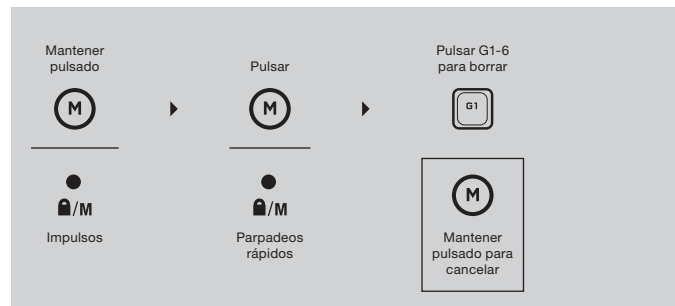 Mantener
pulsado
M
Impulsos
/M
Pulsar
M
/M
Parpadeos
rápidos
Pulsar G1-6
para borrar
G1
M
Mantener
pulsado para
cancelar